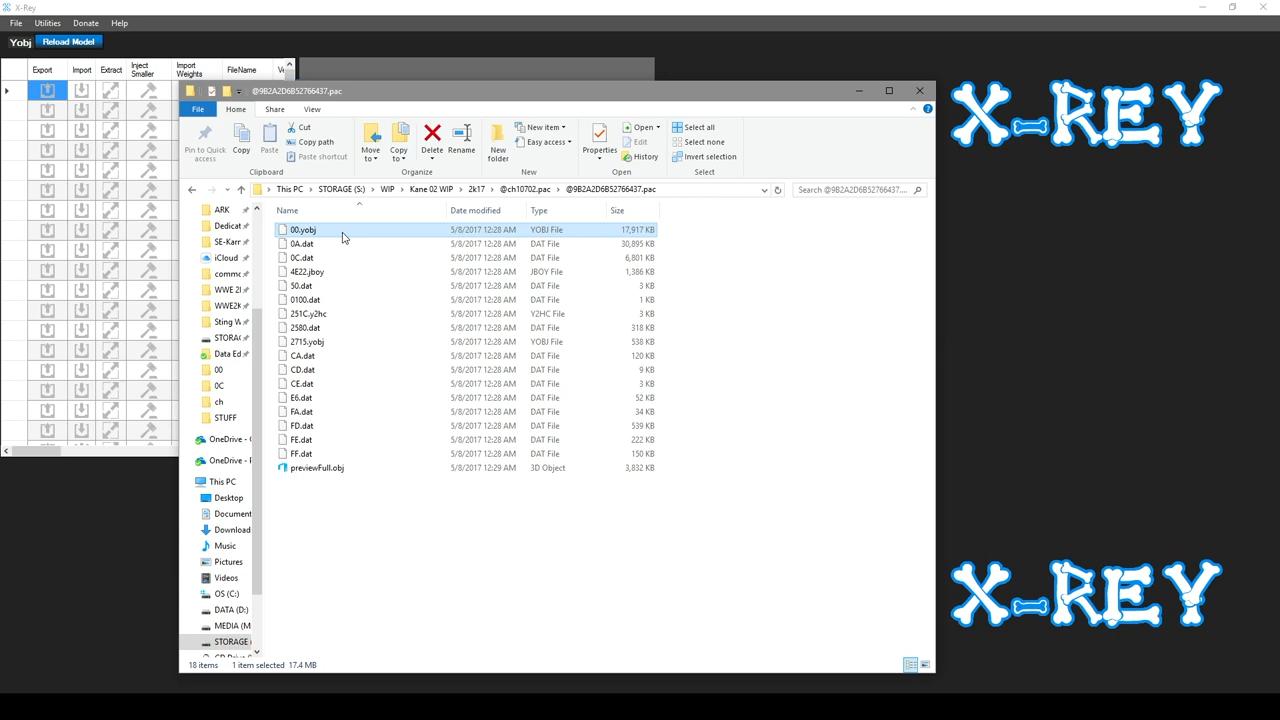 X-Rey
File Utilities Donate Help
Yobj Reload Model
Export Import Extract Inject Smaller Import Weights FileName
@9B2A2D6B52766437.pac
File Home Share View
Pin to Quick access
Copy
Paste
Cut
Copy path
Paste shortcut
Clipboard
Move to
Copy to
Delete
Rename
Organize
New folder
New item
Easy access
New
Properties
Open
Edit
History
Open
Select all
Select none
Invert selection
Select
This PC STORAGE (S:) WIP Kane 02 WIP 2k17 @ch10702.pac @9B2A2D6B52766437.pac
Search @9B2A2D6B52766437....
Name Date modified Type Size
00.yobj 5/8/2017 12:28 AM YOBJ File 17,917 KB
0A.dat 5/8/2017 12:28 AM DAT File 30,895 KB
0C.dat 5/8/2017 12:28 AM DAT File 6,801 KB
4E22.jboy 5/8/2017 12:28 AM JBOY File 1,386 KB
50.dat 5/8/2017 12:28 AM DAT File 3 KB
0100.dat 5/8/2017 12:28 AM DAT File 1 KB
251C.y2hc 5/8/2017 12:28 AM Y2HC File 3 KB
2580.dat 5/8/2017 12:28 AM DAT File 318 KB
2715.yobj 5/8/2017 12:28 AM YOBJ File 538 KB
CA.dat 5/8/2017 12:28 AM DAT File 120 KB
CD.dat 5/8/2017 12:28 AM DAT File 9 KB
CE.dat 5/8/2017 12:28 AM DAT File 3 KB
E6.dat 5/8/2017 12:28 AM DAT File 52 KB
FA.dat 5/8/2017 12:28 AM DAT File 34 KB
FD.dat 5/8/2017 12:28 AM DAT File 539 KB
FE.dat 5/8/2017 12:28 AM DAT File 222 KB
FF.dat 5/8/2017 12:28 AM DAT File 150 KB
previewFull.obj 5/8/2017 12:29 AM 3D Object 3,832 KB
ARK
Dedicat
SE-Karr
iCloud
commc
WWE 2I
WWE2K
Sting W
STORAG
Data Ed
00
0C
ch
STUFF
OneDrive -
OneDrive -
This PC
Desktop
Document
Download
Music
Pictures
Videos
OS (C:)
DATA (D:)
MEDIA (M
STORAGE
18 items 1 item selected 17.4 MB
X-REY
X-REY